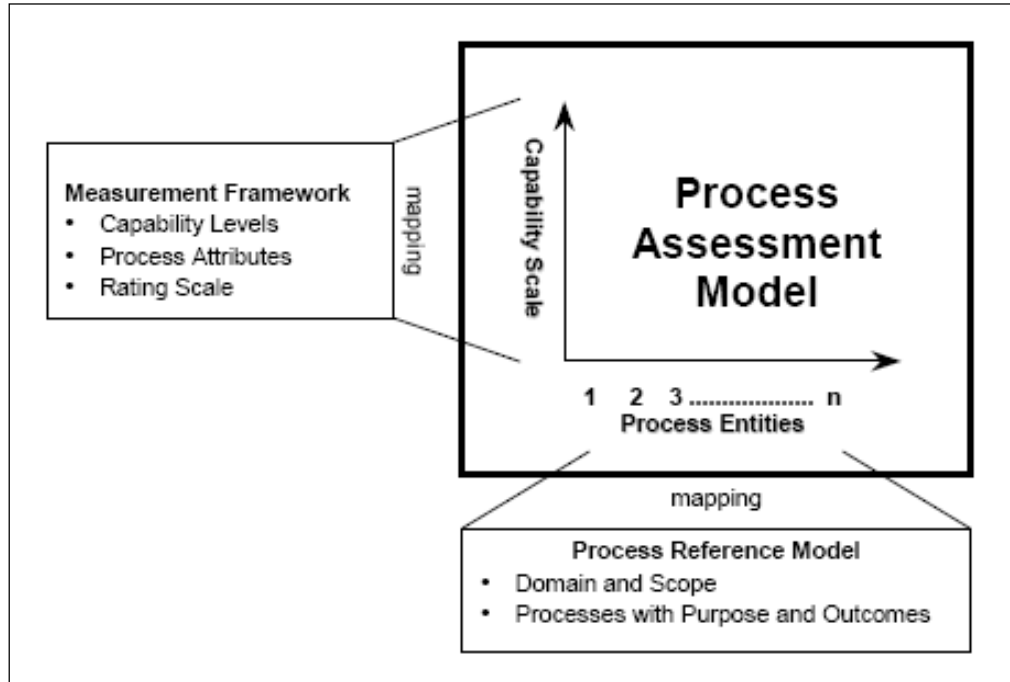 Measurement Framework
• Capability Levels
• Process Attributes
• Rating Scale
mapping
Capability Scale
Process
Assessment
Model
1 2 3 ................... n
Process Entities
mapping
Process Reference Model
• Domain and Scope
• Processes with Purpose and Outcomes